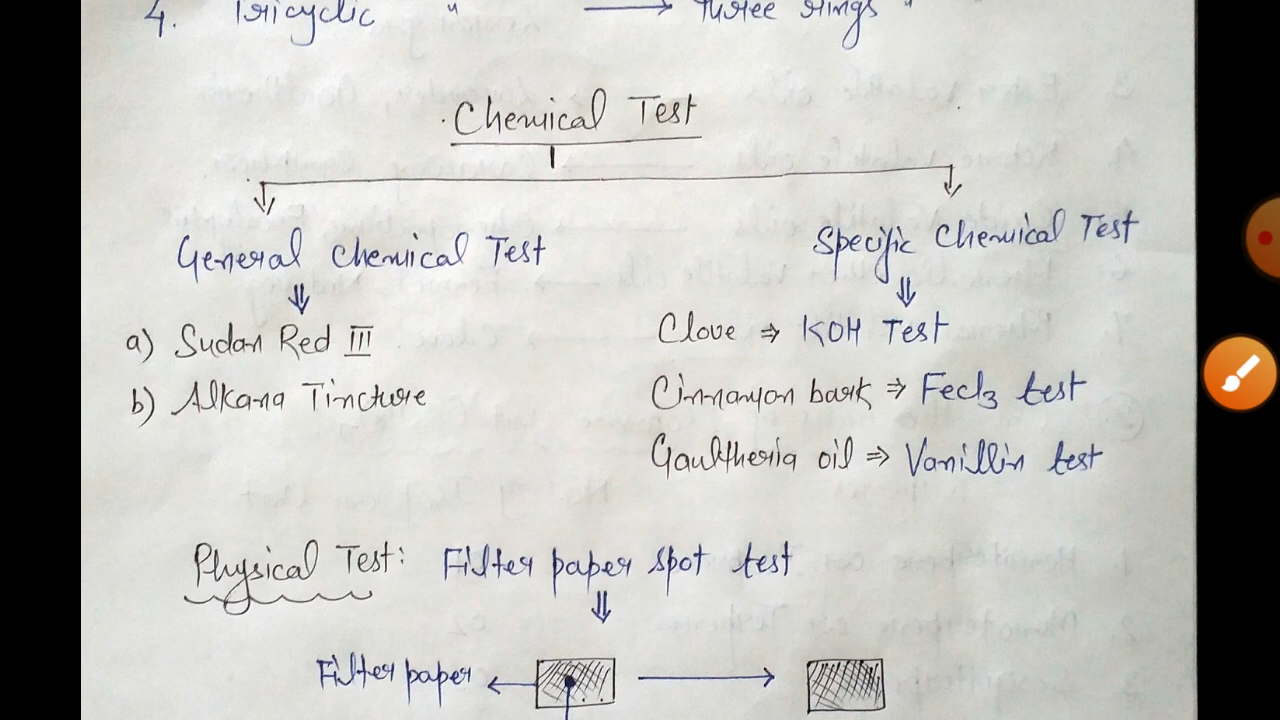 4. Tricyclic " → three rings "
Chemical Test
General Chemical Test
Specific Chemical Test
⇓
⇓
a) Sudan Red III
Clove ⇒ KOH Test
b) Alkana Tincture
Cinnamon bark ⇒ Fecl3 test
Gaultheria oil ⇒ Vanillin test
Physical Test: Filter paper spot test
⇓
Filter paper ← →